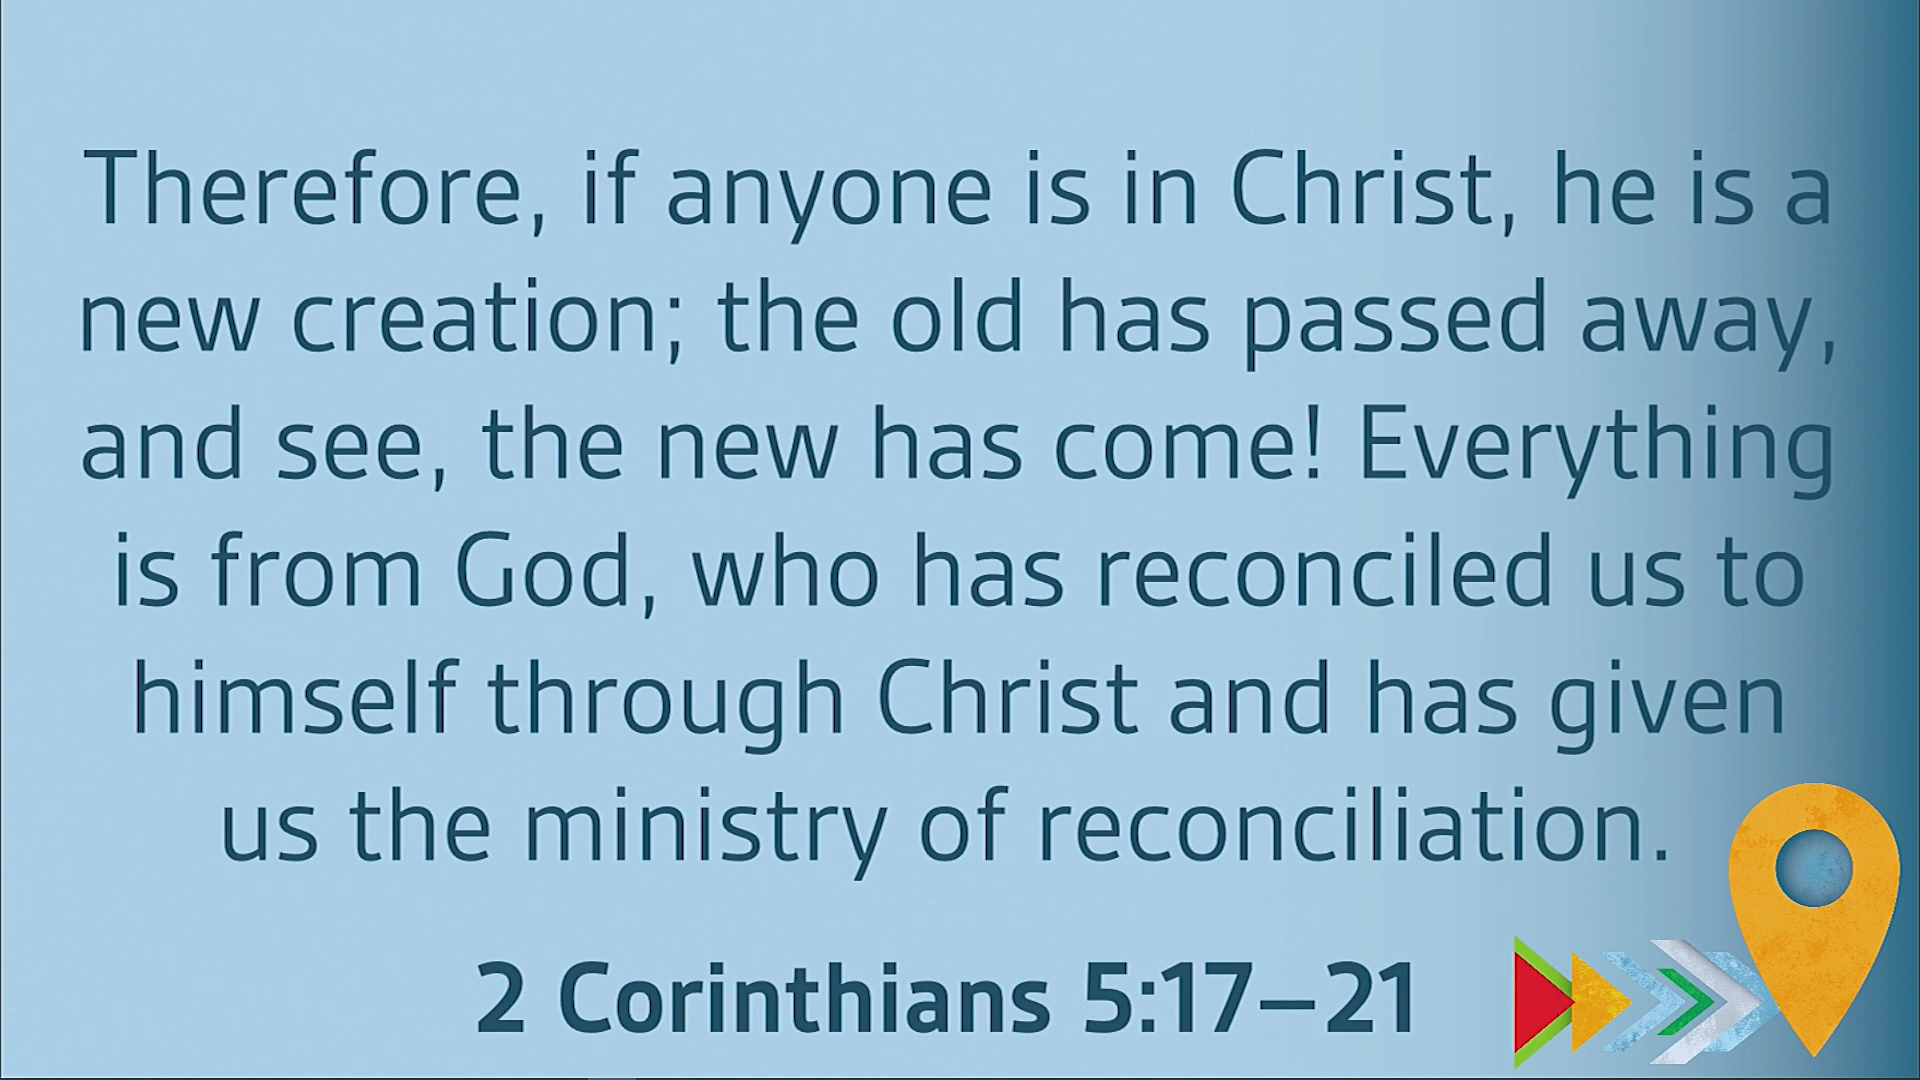 Therefore, if anyone is in Christ, he is a
new creation; the old has passed away,
and see, the new has come! Everything
is from God, who has reconciled us to
himself through Christ and has given
us the ministry of reconciliation.
2 Corinthians 5:17–21